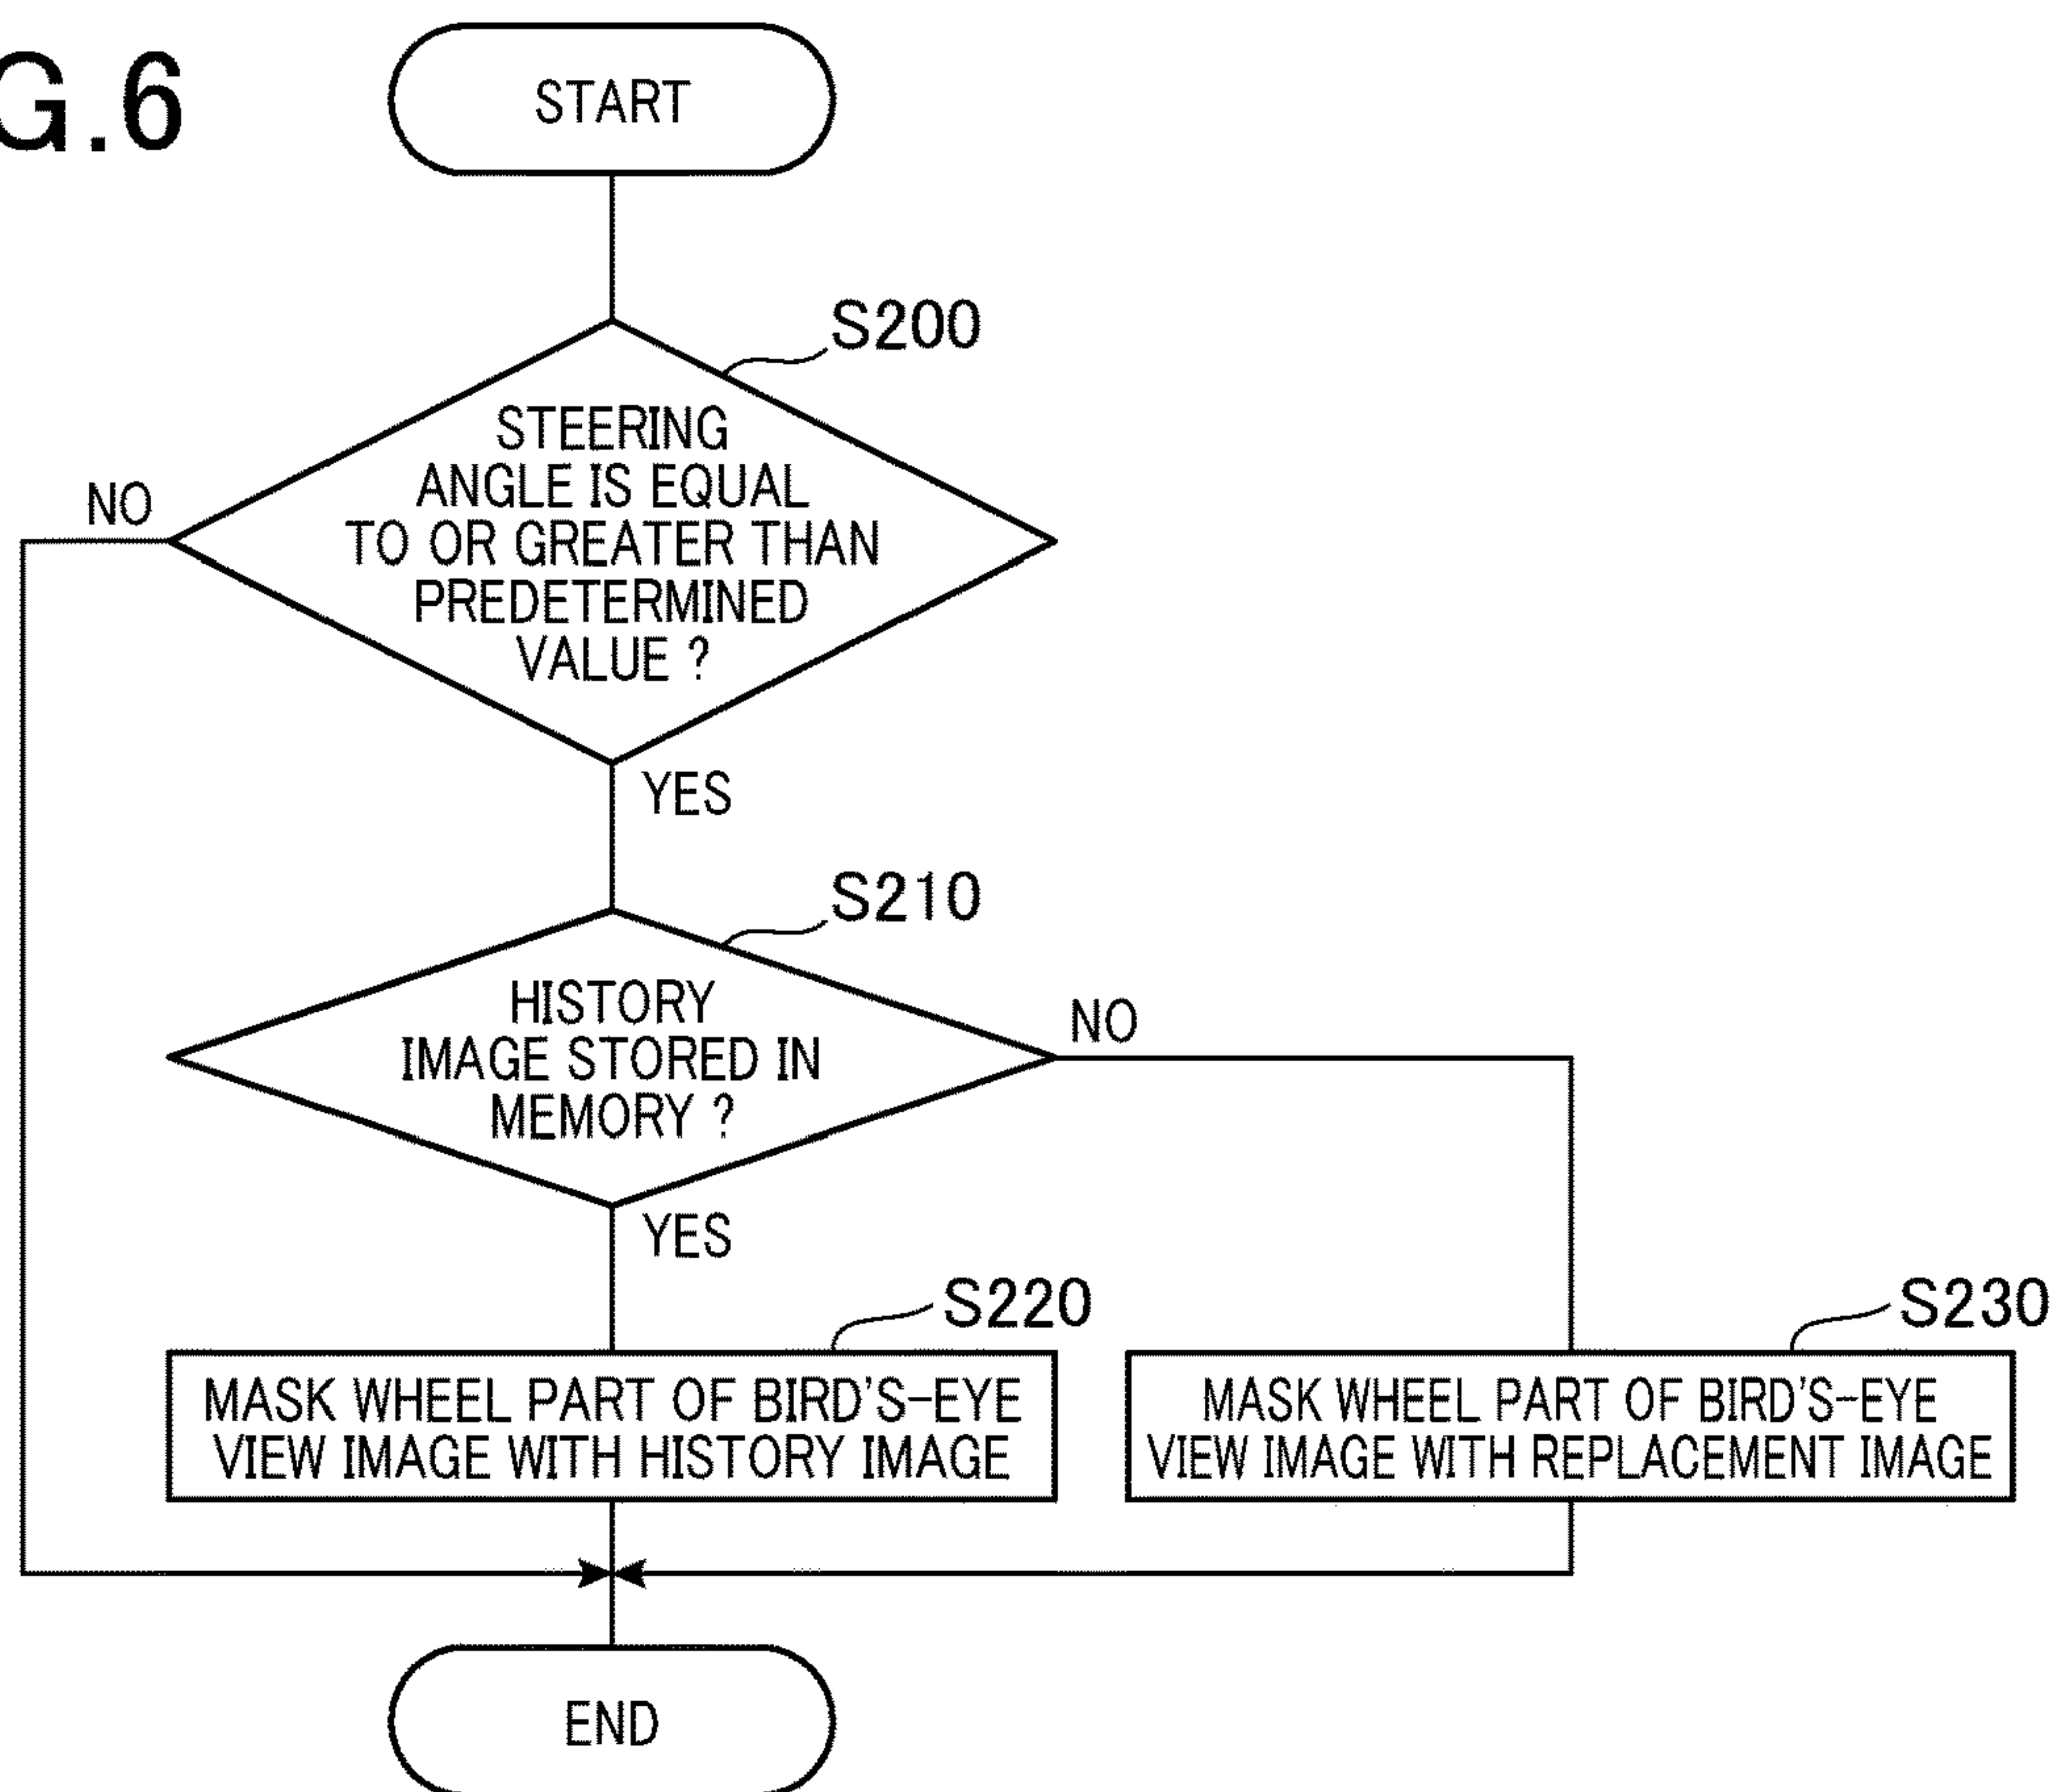 G.6
START
S200
STEERING
ANGLE IS EQUAL
TO OR GREATER THAN
PREDETERMINED
VALUE ?
NO
YES
S210
HISTORY
IMAGE STORED IN
MEMORY ?
NO
YES
S220
MASK WHEEL PART OF BIRD'S-EYE
VIEW IMAGE WITH HISTORY IMAGE
S230
MASK WHEEL PART OF BIRD'S-EYE
VIEW IMAGE WITH REPLACEMENT IMAGE
END